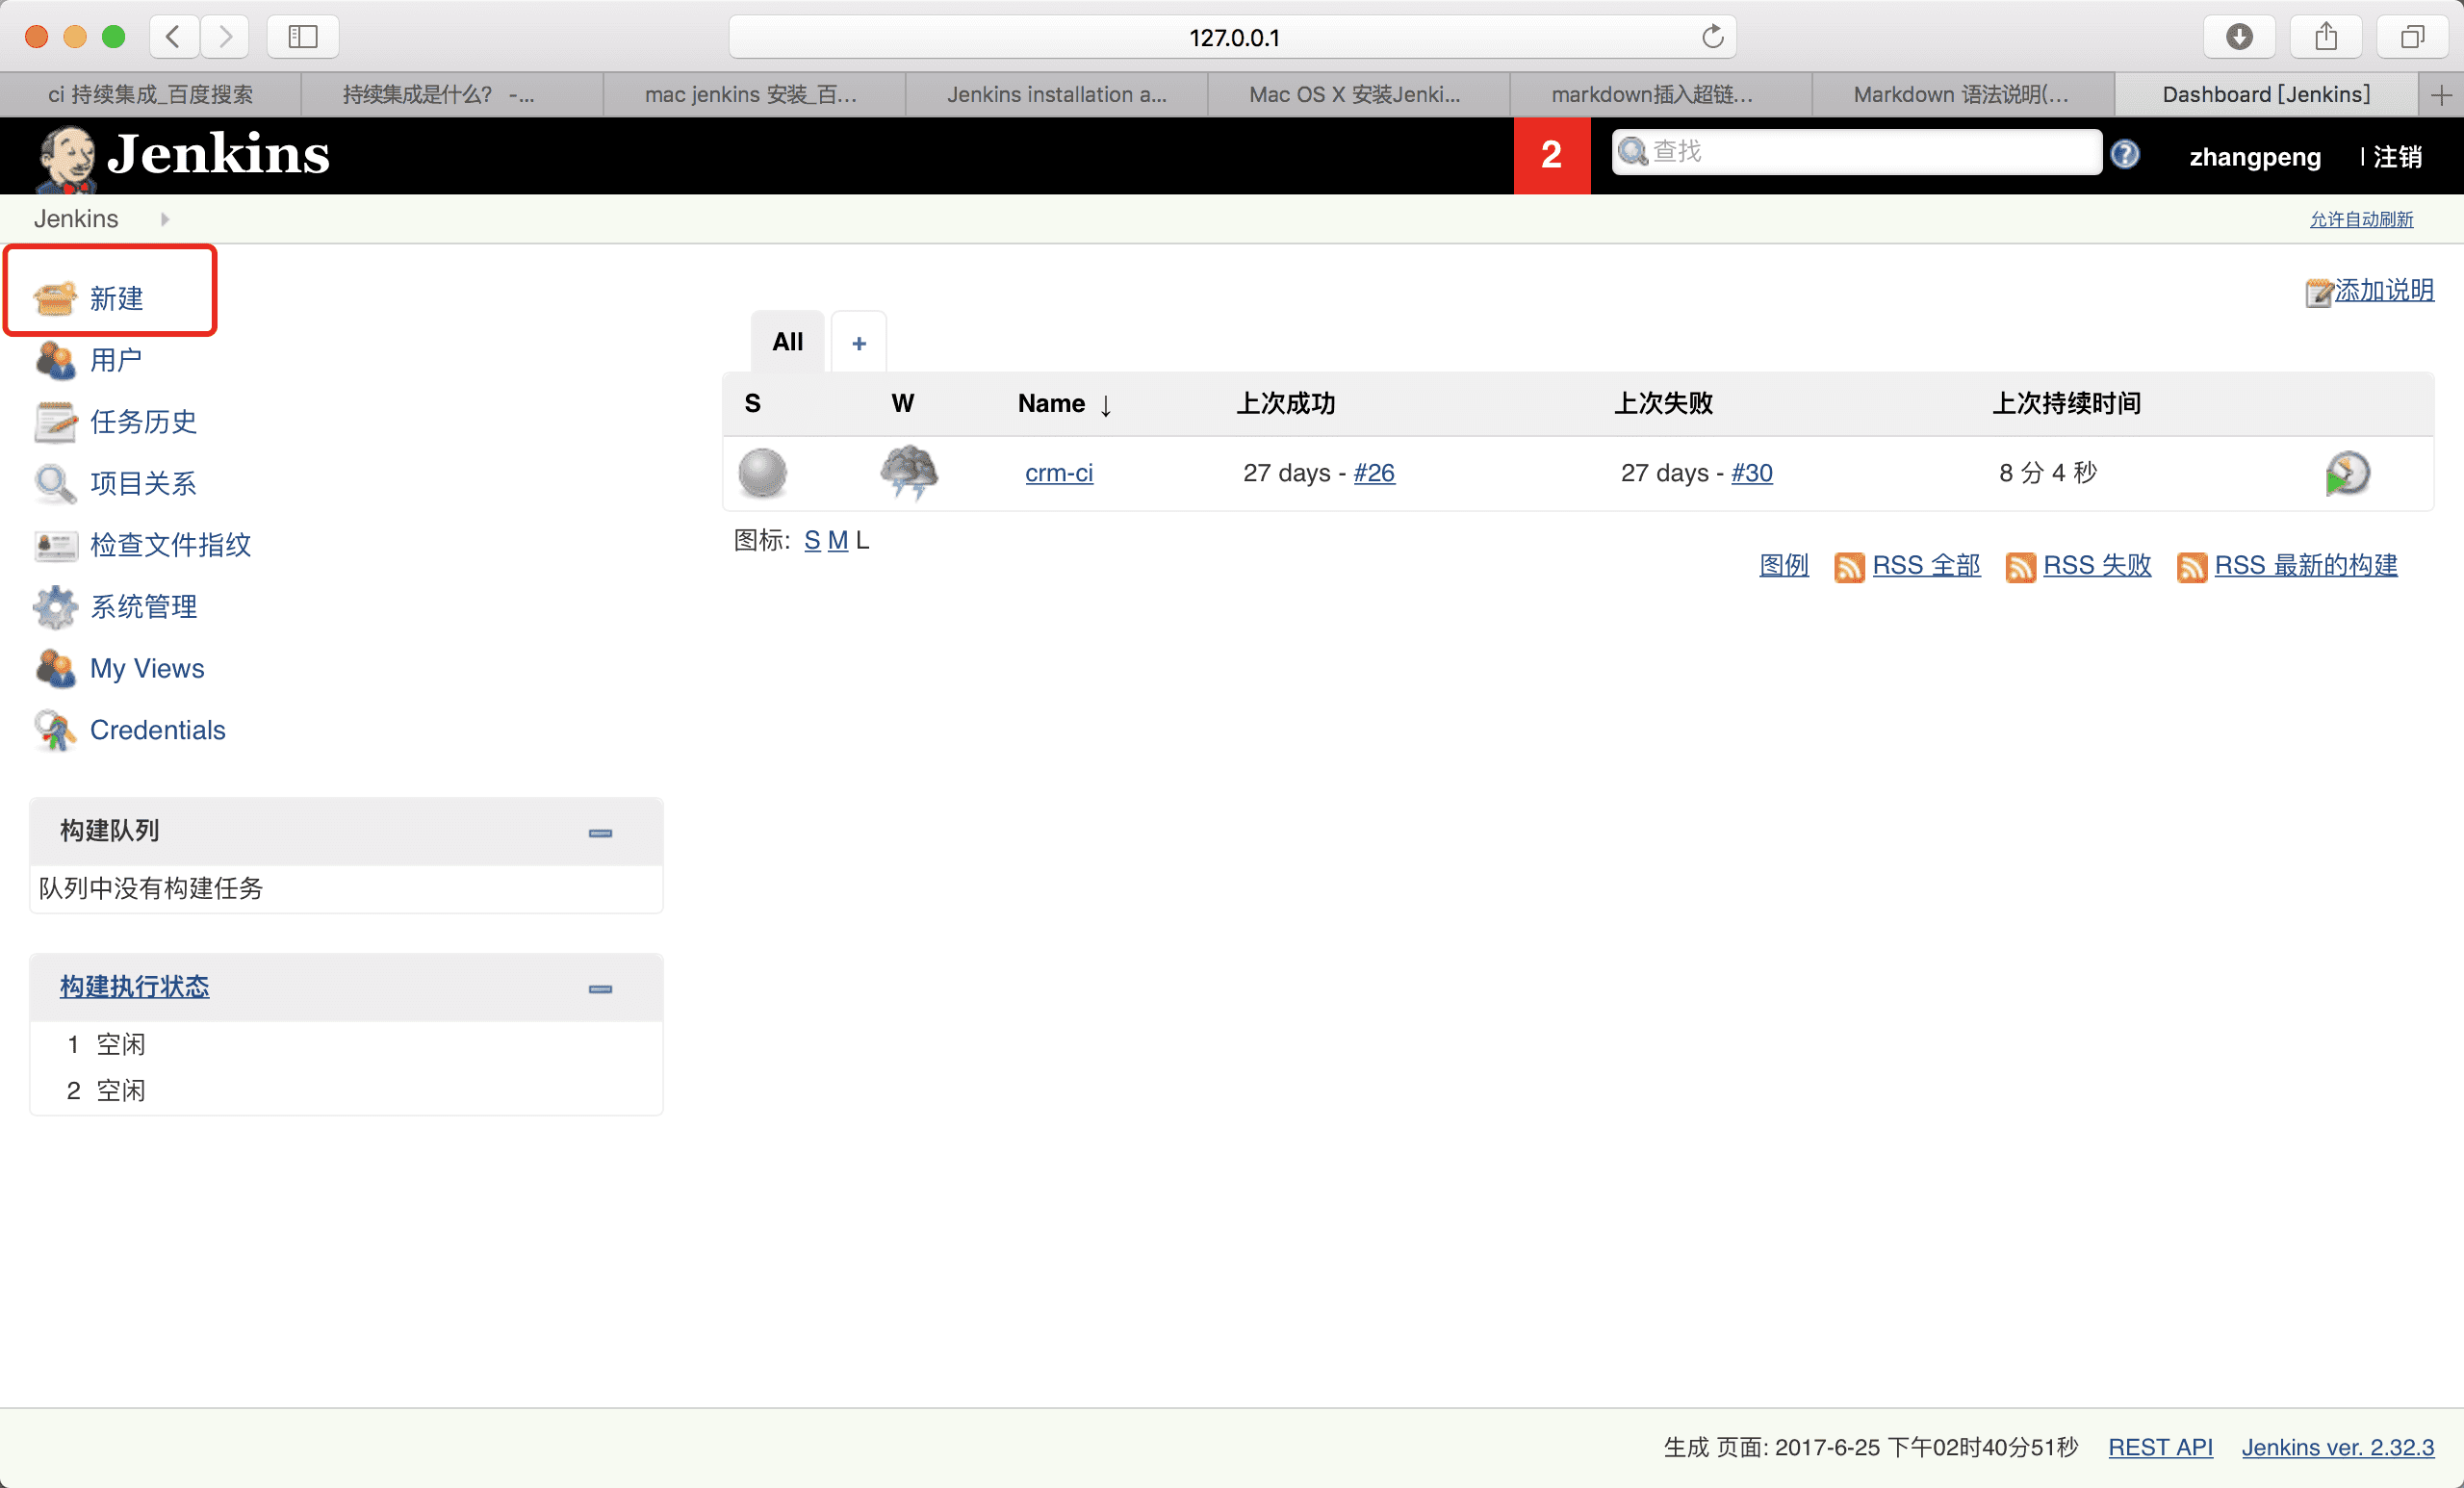 127.0.0.1
ci 持续集成_百度搜索
持续集成是什么? -...
mac jenkins 安装_百...
Jenkins installation a...
Mac OS X 安装Jenki...
markdown插入超链...
Markdown 语法说明(...
Dashboard [Jenkins]
Jenkins
2
查找
zhangpeng
| 注销
Jenkins
允许自动刷新
新建
用户
任务历史
项目关系
检查文件指纹
系统管理
My Views
Credentials
构建队列
队列中没有构建任务
构建执行状态
1 空闲
2 空闲
添加说明
All +
S W Name ↓ 上次成功 上次失败 上次持续时间
crm-ci 27 days - #26 27 days - #30 8 分 4 秒
图标: S M L
图例 RSS 全部 RSS 失败 RSS 最新的构建
生成 页面: 2017-6-25 下午02时40分51秒 REST API Jenkins ver. 2.32.3